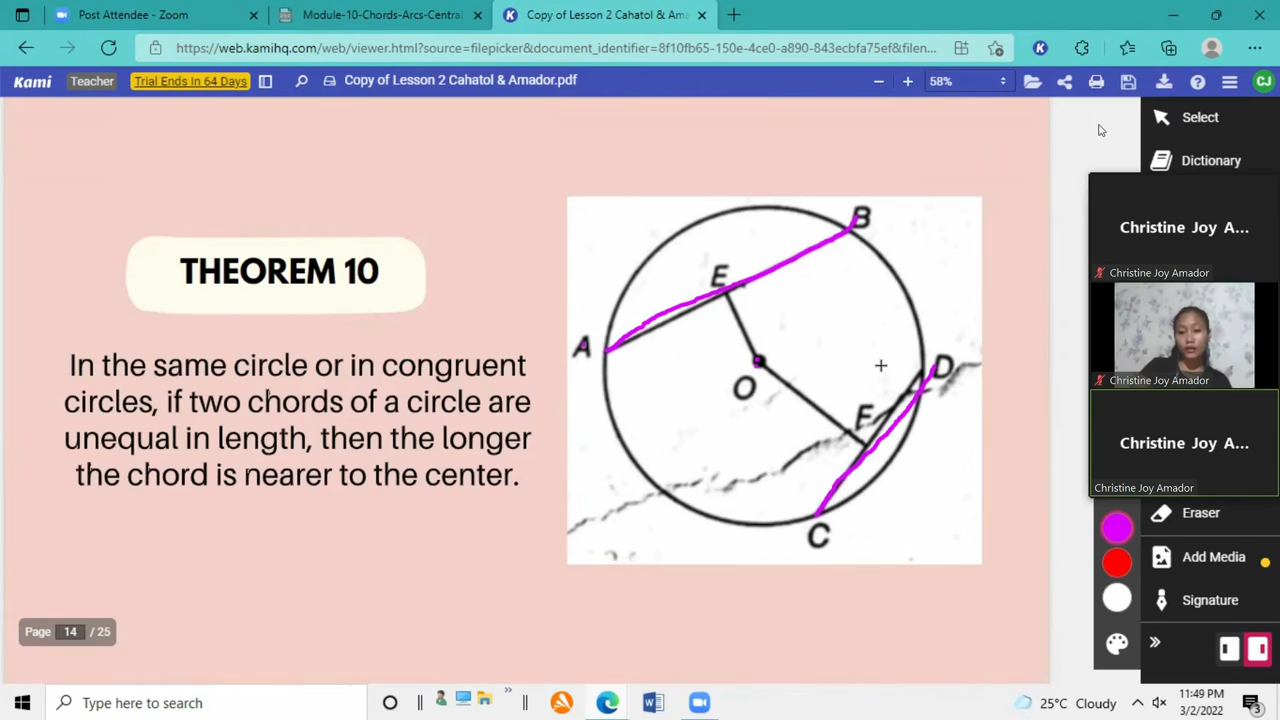 Post Attendee - Zoom
Module-10-Chords-Arcs-Centra
Copy of Lesson 2 Cahatol & Ama
https://web.kamihq.com/web/viewer.html?source=filepicker&document_identifier=8f10fb65-150e-4ce0-a890-843ecbfa75ef&filen...
Kami
Teacher
Trial Ends In 64 Days
Copy of Lesson 2 Cahatol & Amador.pdf
58%
CJ
Select
Dictionary
THEOREM 10
In the same circle or in congruent
circles, if two chords of a circle are
unequal in length, then the longer
the chord is nearer to the center.
B
E
A
O
D
F
C
Christine Joy A...
Christine Joy Amador
Christine Joy Amador
Christine Joy A...
Christine Joy Amador
Eraser
Add Media
Signature
Page 14 / 25
Type here to search
25°C Cloudy
11:49 PM
3/2/2022
3